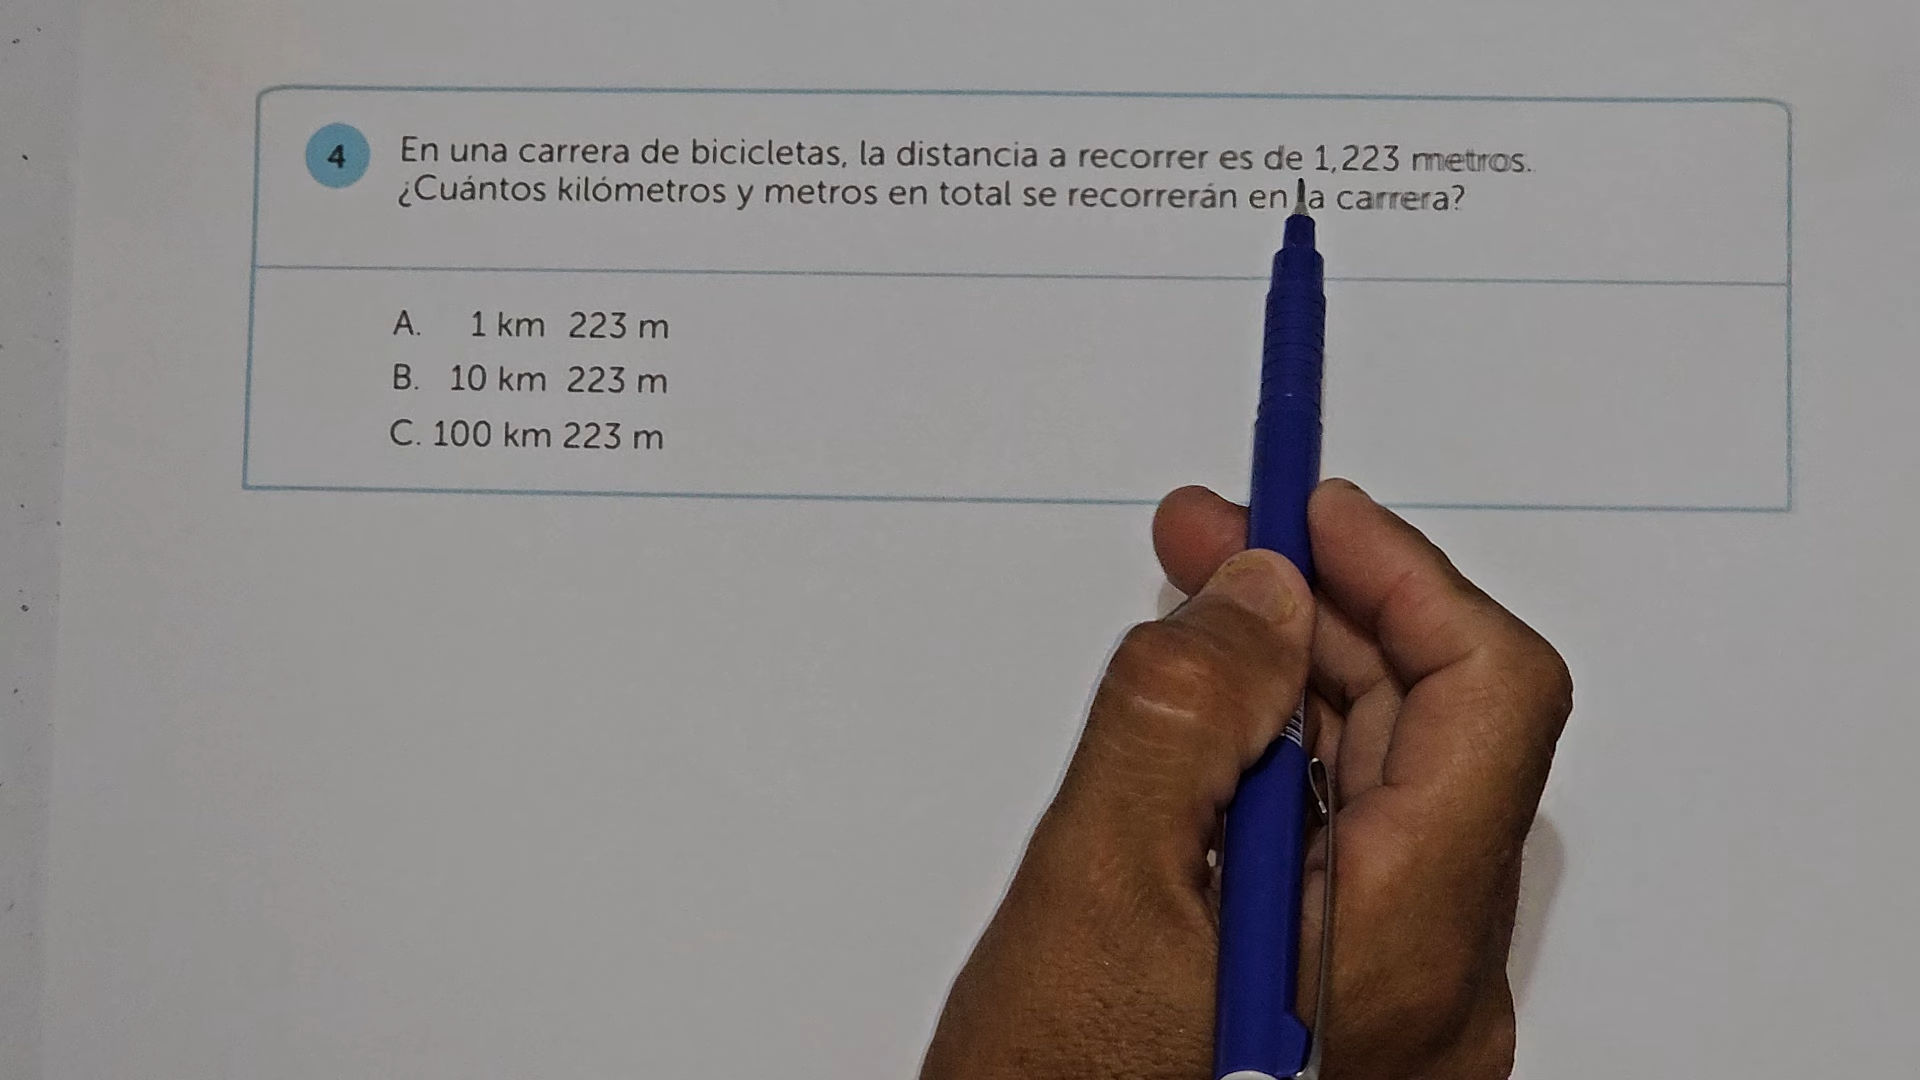 4
En una carrera de bicicletas, la distancia a recorrer es de 1,223 metros.
¿Cuántos kilómetros y metros en total se recorrerán en la carrera?
A. 1 km 223 m
B. 10 km 223 m
C. 100 km 223 m